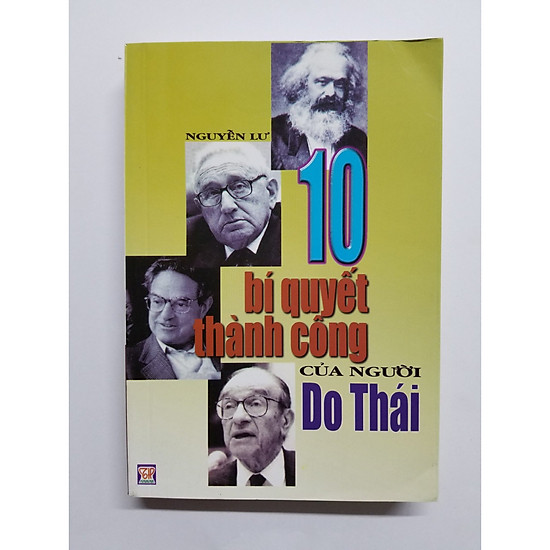 NGUYỄN LƯ
10
bí quyết
thành công
CỦA NGƯỜI
Do Thái